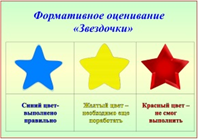 Формативное оценивание
«Звездочки»
Синий цвет-
выполнено
правильно
Желтый цвет –
необходимо еще
поработать
Красный цвет –
не смог
выполнить